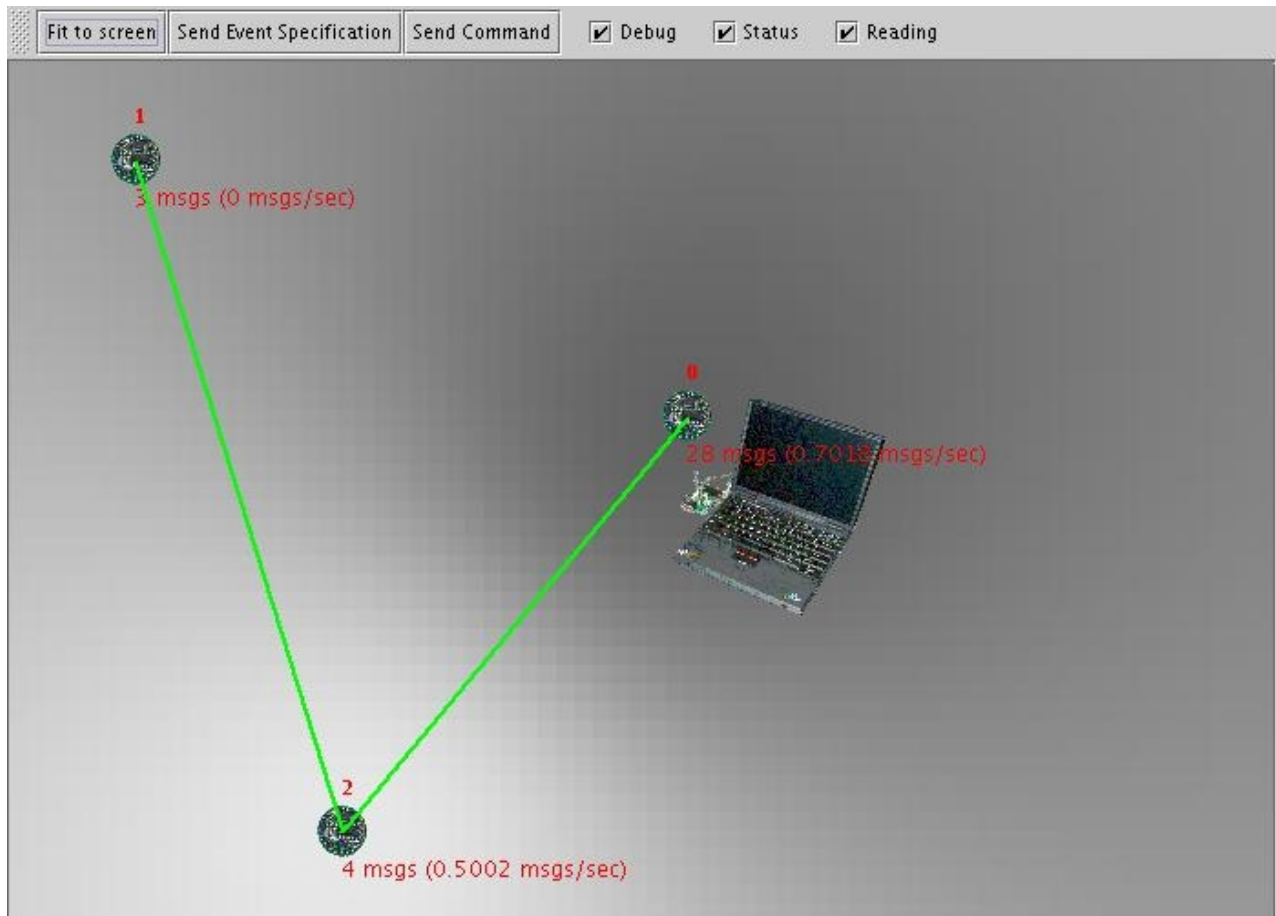 Fit to screen Send Event Specification Send Command Debug Status Reading
1
3 msgs (0 msgs/sec)
0
28 msgs (0.7018 msgs/sec)
2
4 msgs (0.5002 msgs/sec)